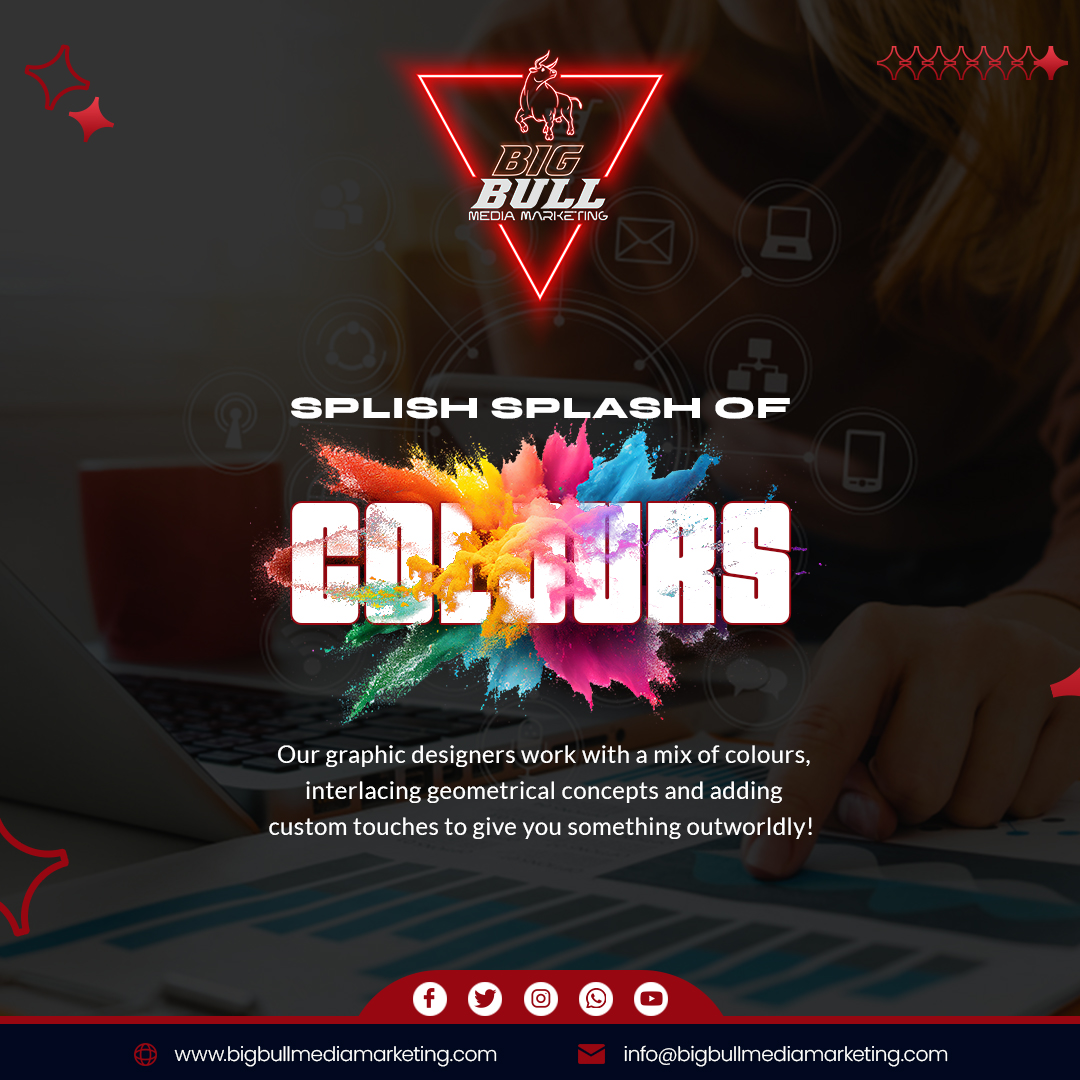 BIG
BULL
MEDIA MARKETING
SPLISH SPLASH OF
COLOURS
Our graphic designers work with a mix of colours,
interlacing geometrical concepts and adding
custom touches to give you something outworldly!
www.bigbullmediamarketing.com
info@bigbullmediamarketing.com